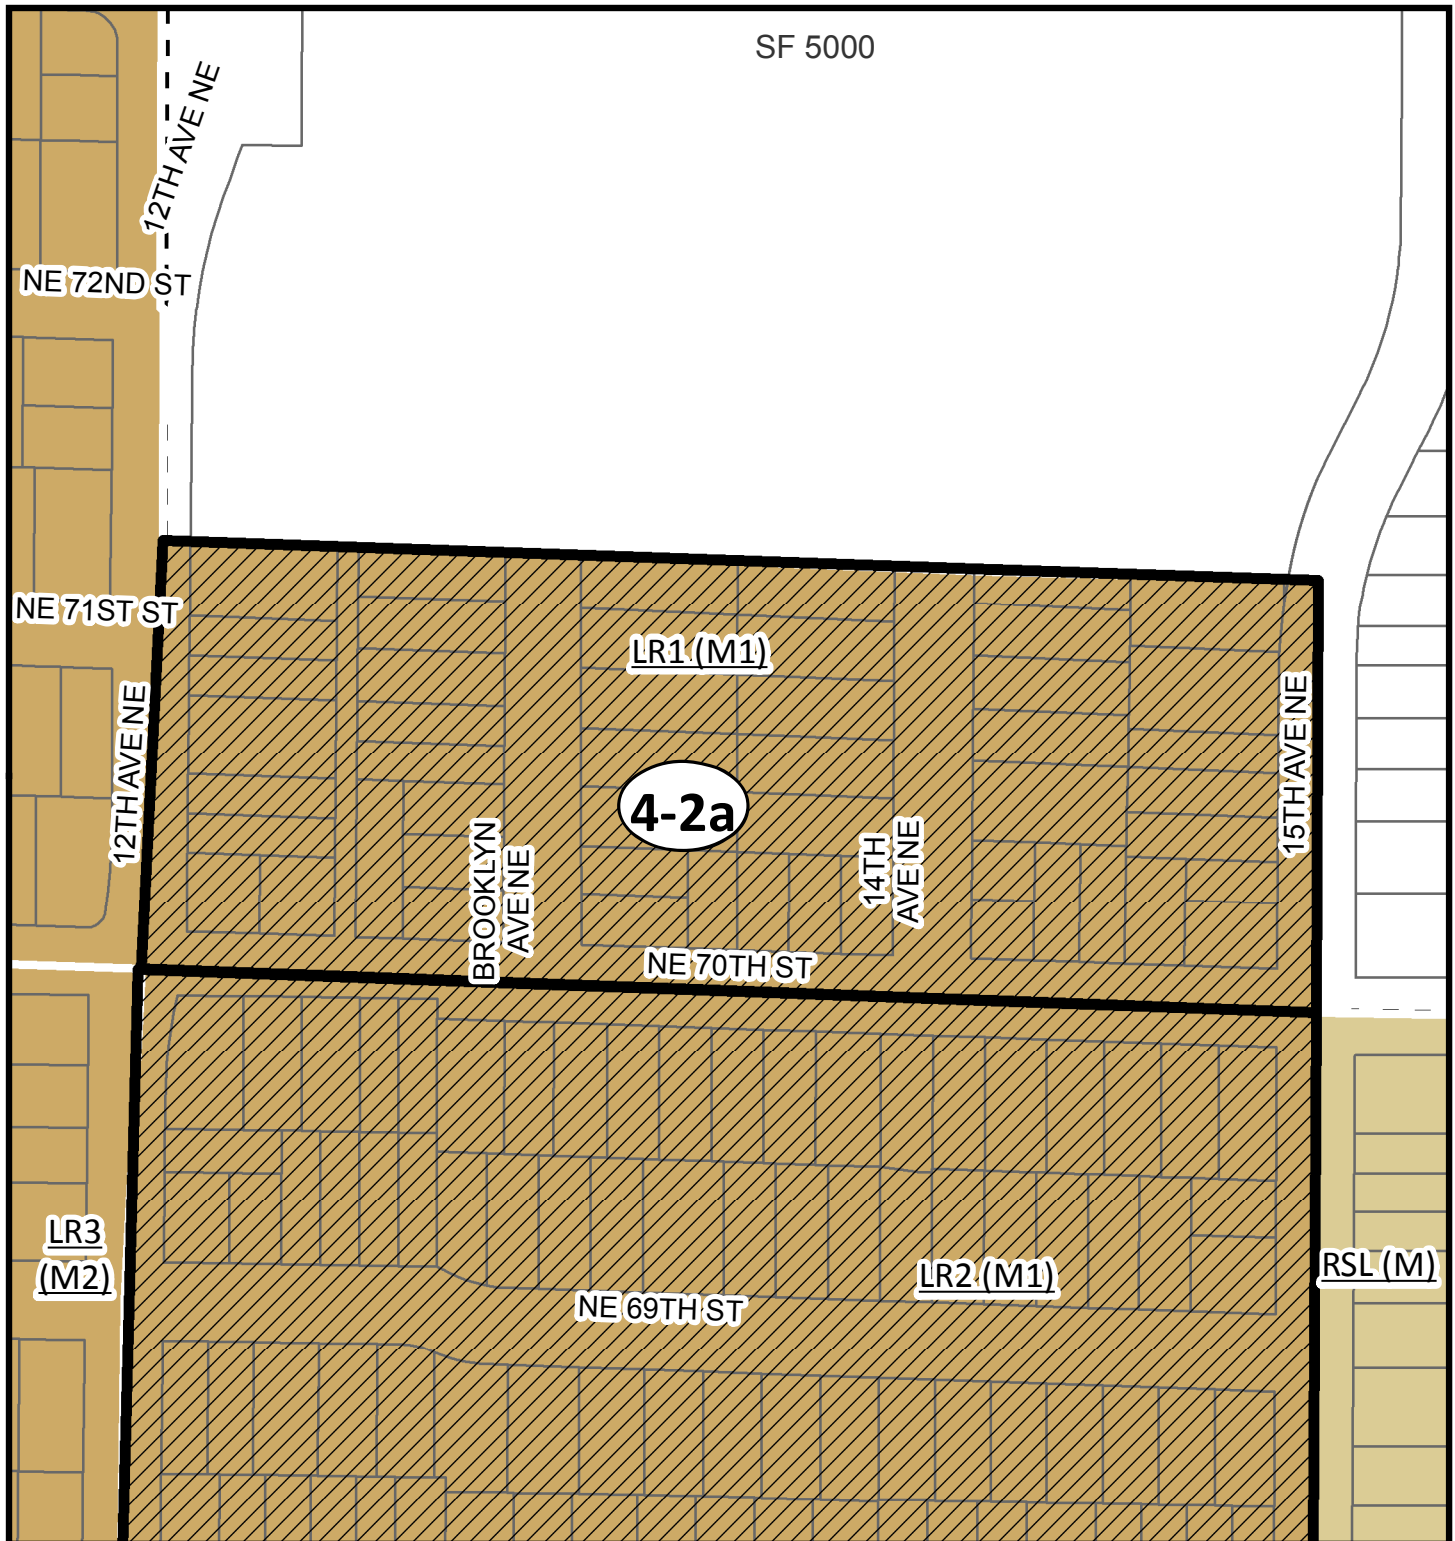 SF 5000
12TH AVE NE
NE 72ND ST
NE 71ST ST
LR1 (M1)
12TH AVE NE
15TH AVE NE
4-2a
BROOKLYN
AVE NE
14TH
AVE NE
NE 70TH ST
LR3
(M2)
LR2 (M1)
RSL (M)
NE 69TH ST